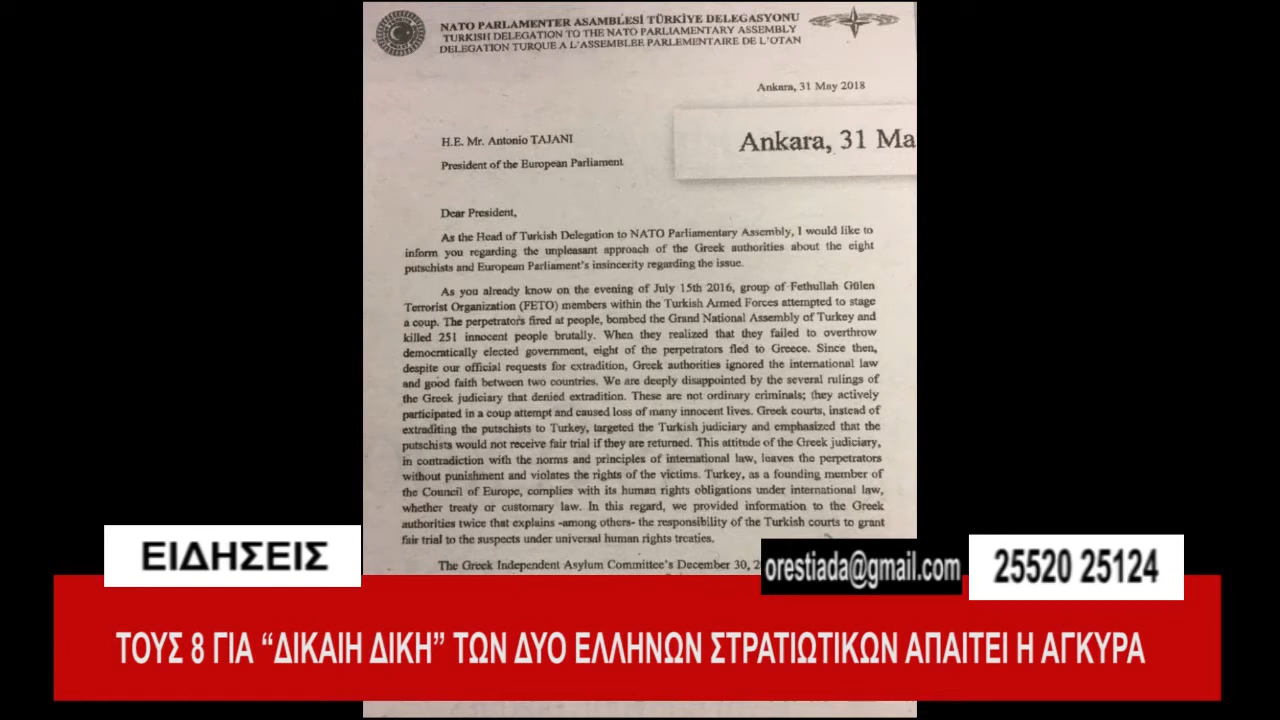 NATO PARLAMENTER ASAMBLESİ TÜRKİYE DELEGASYONU
TURKISH DELEGATION TO THE NATO PARLIAMENTARY ASSEMBLY
DELEGATION TURQUE A L'ASSEMBLEE PARLEMENTAIRE DE L'OTAN
Ankara, 31 May 2018
Ankara, 31 Ma
H.E. Mr. Antonio TAJANI
President of the European Parliament
Dear President,
As the Head of Turkish Delegation to NATO Parliamentary Assembly, I would like to
inform you regarding the unpleasant approach of the Greek authorities about the eight
putschists and European Parliament's insincerity regarding the issue.
As you already know on the evening of July 15th 2016, group of Fethullah Gülen
Terrorist Organization (FETO) members within the Turkish Armed Forces attempted to stage
a coup. The perpetrators fired at people, bombed the Grand National Assembly of Turkey and
killed 251 innocent people brutally. When they realized that they failed to overthrow
democratically elected government, eight of the perpetrators fled to Greece. Since then,
despite our official requests for extradition, Greek authorities ignored the international law
and good faith between two countries. We are deeply disappointed by the several rulings of
the Greek judiciary that denied extradition. These are not ordinary criminals; they actively
participated in a coup attempt and caused loss of many innocent lives. Greek courts, instead of
extraditing the putschists to Turkey, targeted the Turkish judiciary and emphasized that the
putschists would not receive fair trial if they are returned. This attitude of the Greek judiciary,
in contradiction with the norms and principles of international law, leaves the perpetrators
without punishment and violates the rights of the victims. Turkey, as a founding member of
the Council of Europe, complies with its human rights obligations under international law,
whether treaty or customary law. In this regard, we provided information to the Greek
authorities twice that explains -among others- the responsibility of the Turkish courts to grant
fair trial to the suspects under universal human rights treaties.
The Greek Independent Asylum Committee's December 30, 2
ΕΙΔΗΣΕΙΣ
orestiada@gmail.com
25520 25124
ΤΟΥΣ 8 ΓΙΑ “ΔΙΚΑΙΗ ΔΙΚΗ” ΤΩΝ ΔΥΟ ΕΛΛΗΝΩΝ ΣΤΡΑΤΙΩΤΙΚΩΝ ΑΠΑΙΤΕΙ Η ΑΓΚΥΡΑ